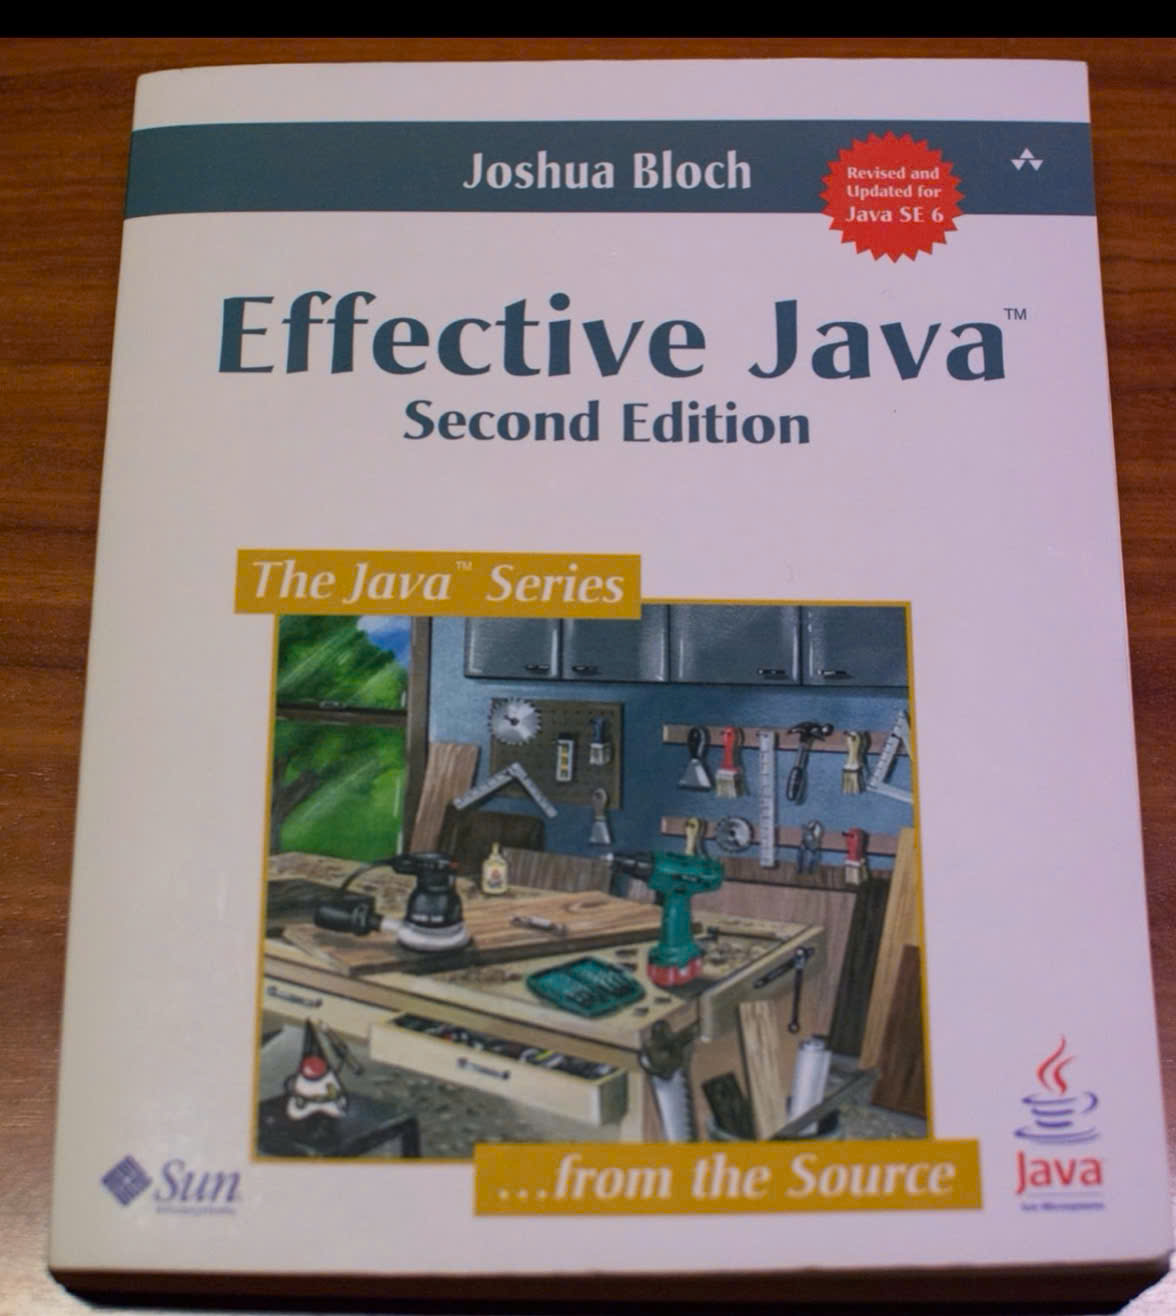 Joshua Bloch
Revised and
Updated for
Java SE 6
Effective Java™
Second Edition
The Java™ Series
...from the Source
Sun
Java